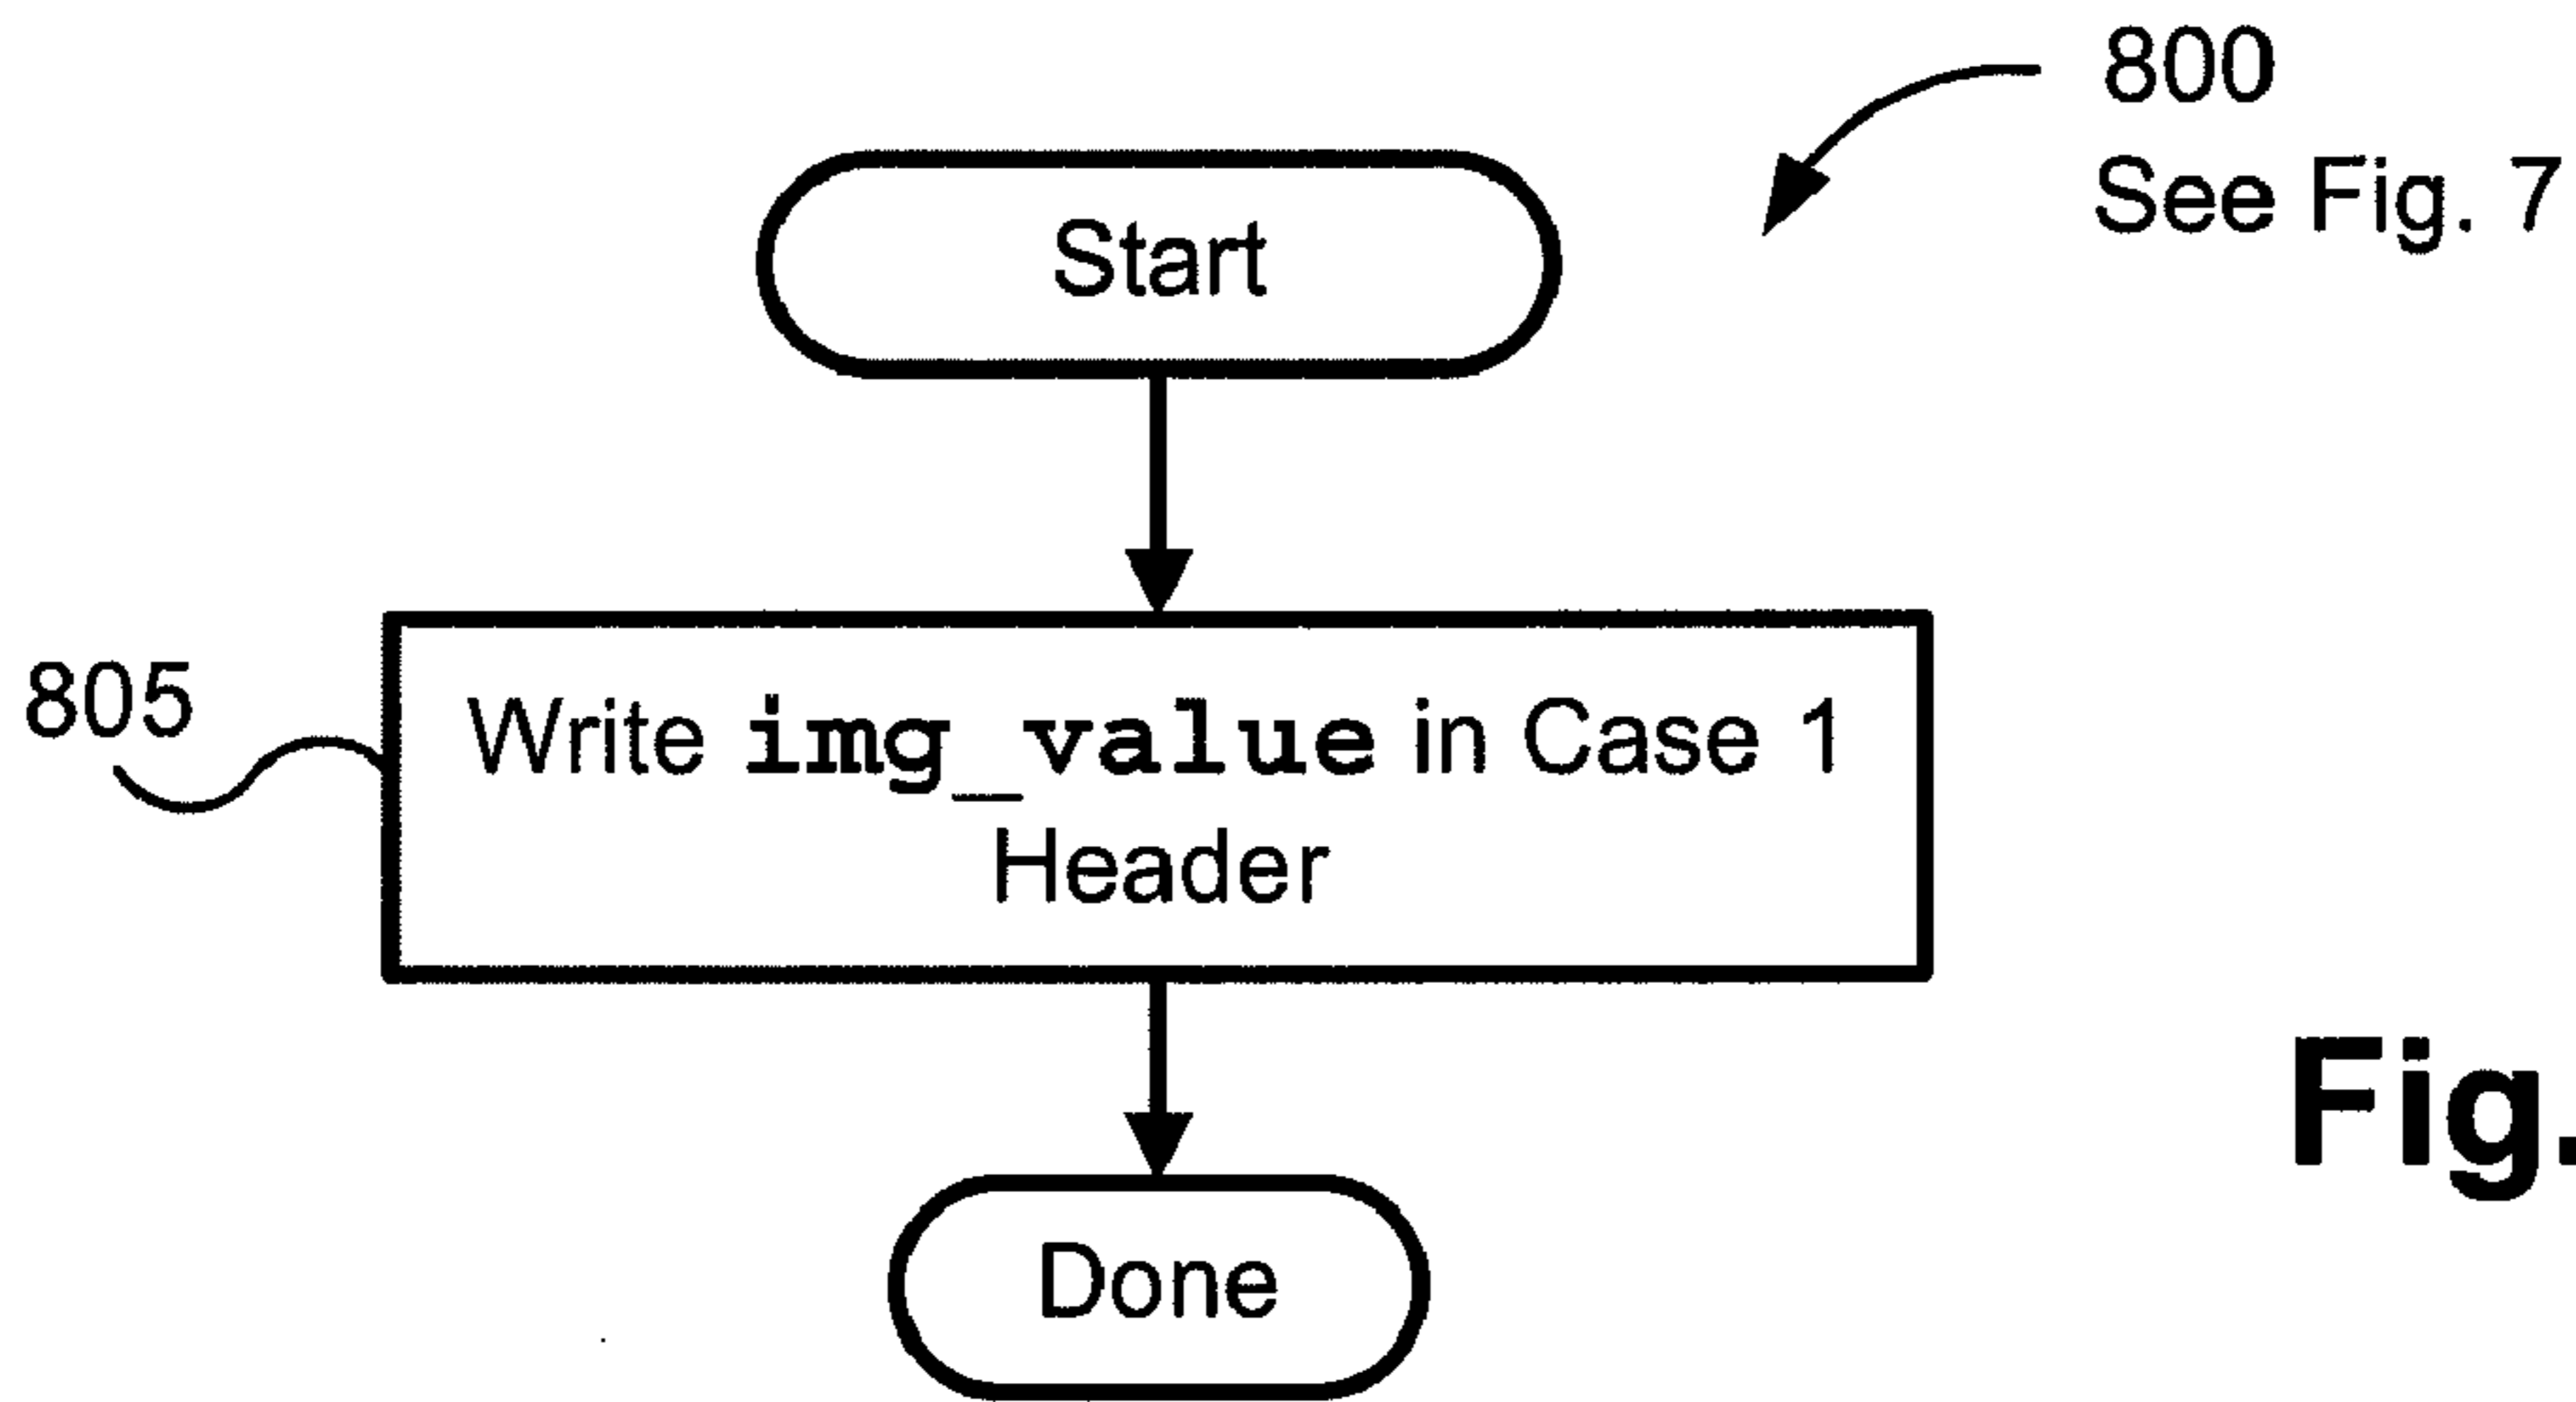 800
See Fig. 7
Start
805
Write img_value in Case 1
Header
Fig.
Done